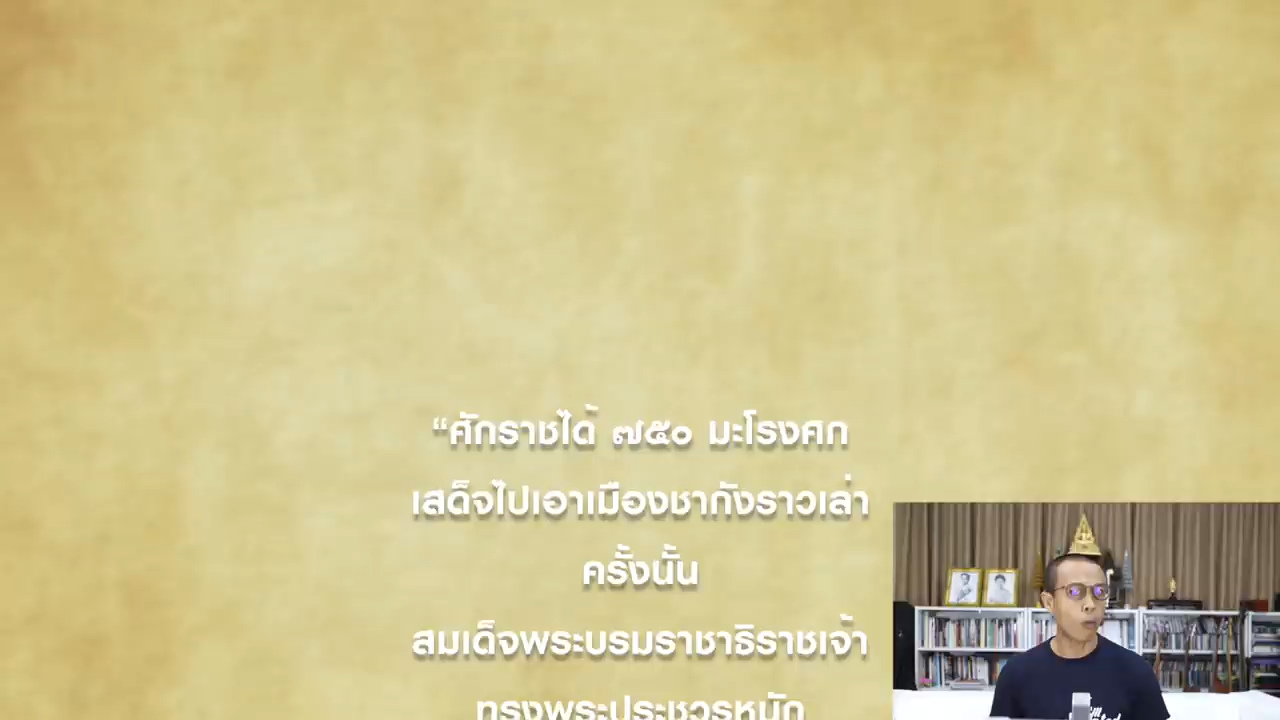 “ศักราชได้ ๗๕๐ มะโรงศก
เสด็จไปเอาเมืองชากังราวเล่า
ครั้งนั้น
สมเด็จพระบรมราชาธิราชเจ้า
ทรงพระประชวรหนัก